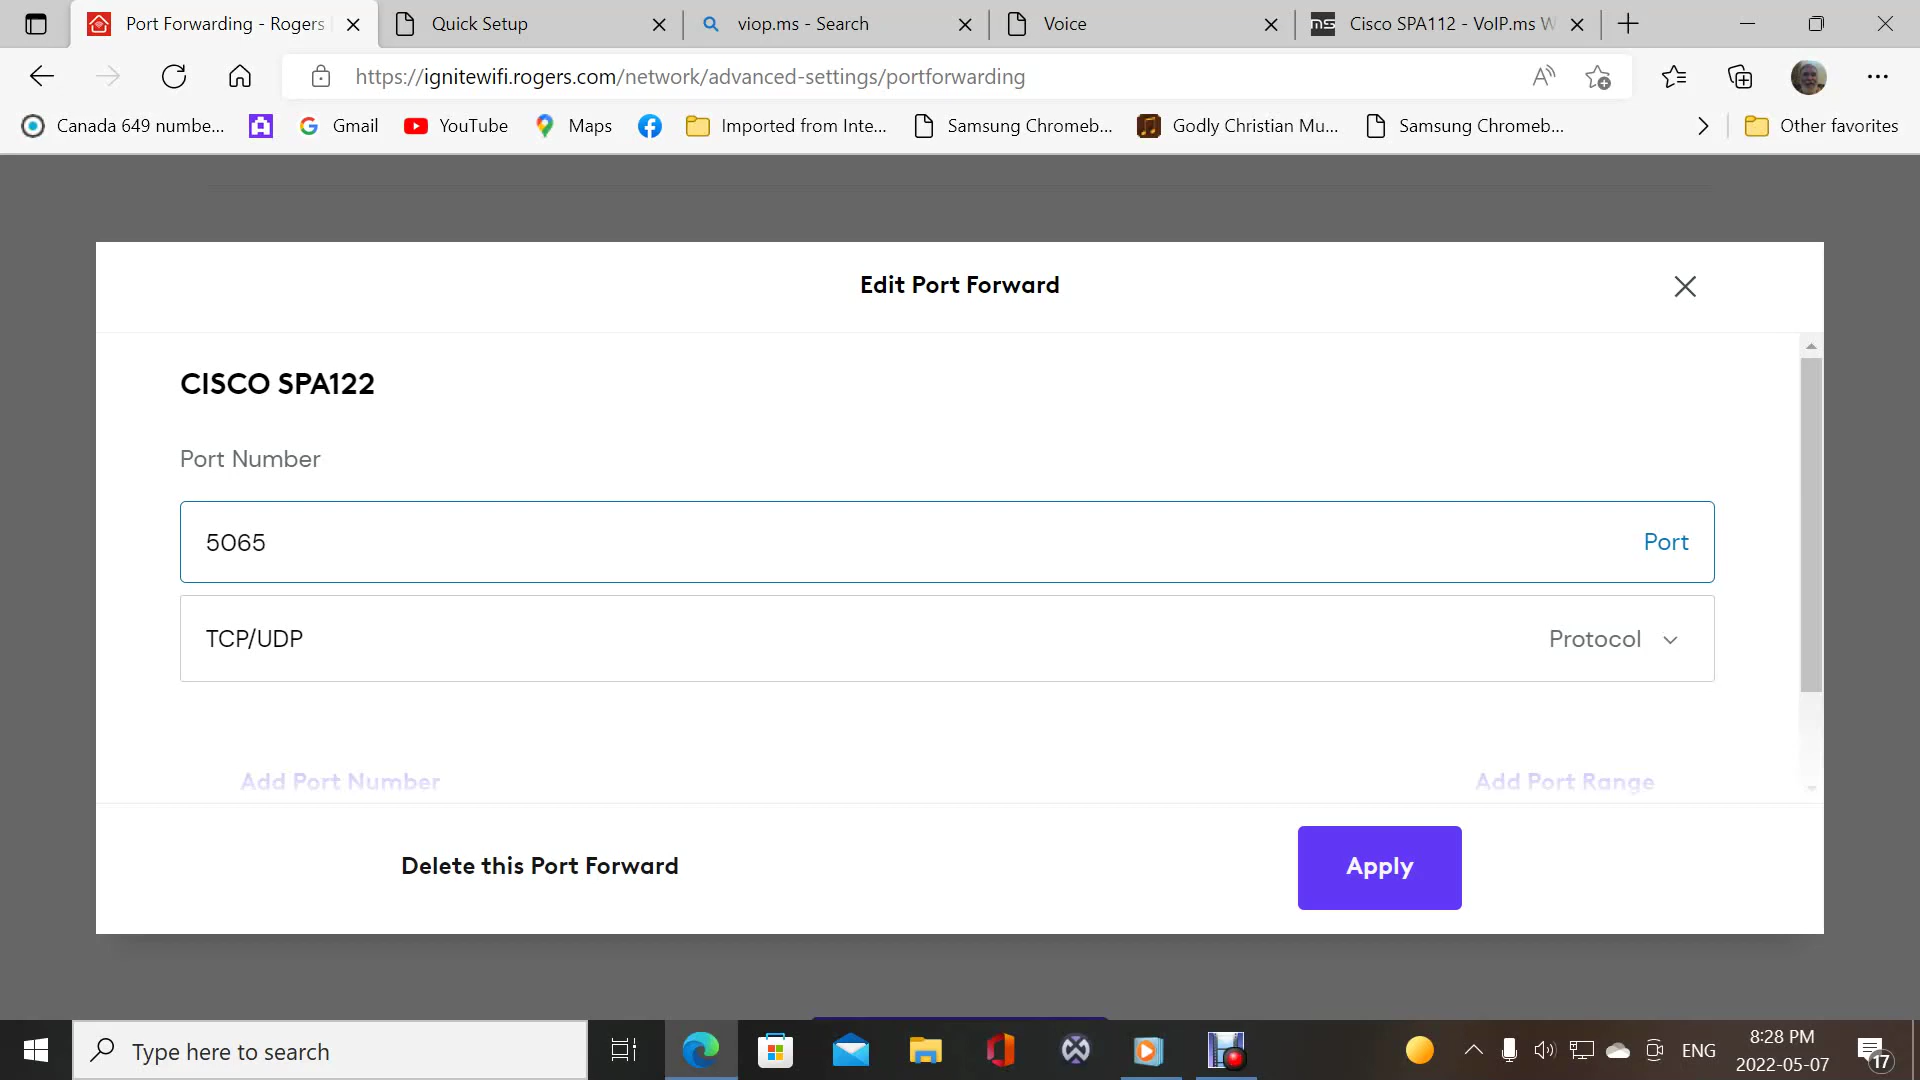 Port Forwarding - Rogers
Quick Setup
viop.ms - Search
Voice
Cisco SPA112 - VoIP.ms W
https://ignitewifi.rogers.com/network/advanced-settings/portforwarding
Canada 649 numbe...
Gmail
YouTube
Maps
Imported from Inte...
Samsung Chromeb...
Godly Christian Mu...
Samsung Chromeb...
Other favorites
Edit Port Forward
CISCO SPA122
Port Number
5065
Port
TCP/UDP
Protocol
Add Port Number
Add Port Range
Delete this Port Forward
Apply
Type here to search
ENG
8:28 PM
2022-05-07
17